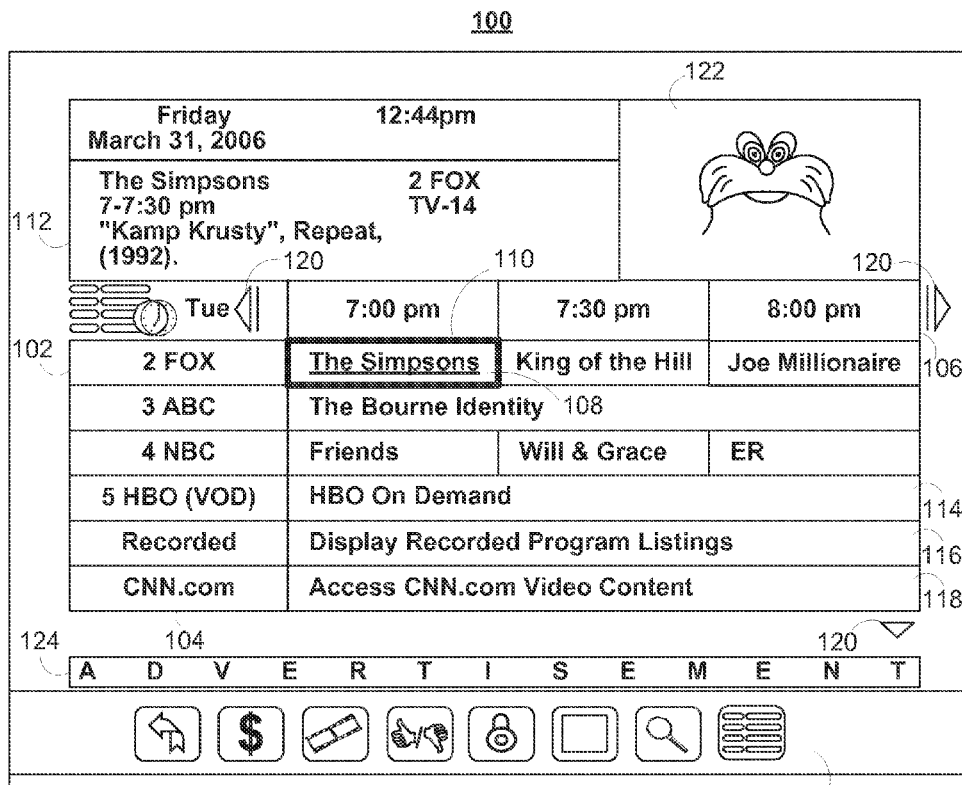 100
122
Friday 12:44pm
March 31, 2006
The Simpsons 2 FOX
7-7:30 pm TV-14
"Kamp Krusty", Repeat,
(1992).
112
120
110
120
Tue 7:00 pm 7:30 pm 8:00 pm
102
2 FOX The Simpsons King of the Hill Joe Millionaire
106
3 ABC The Bourne Identity
108
4 NBC Friends Will & Grace ER
5 HBO (VOD) HBO On Demand
114
Recorded Display Recorded Program Listings
116
CNN.com Access CNN.com Video Content
118
124
104
120
A D V E R T I S E M E N T
$